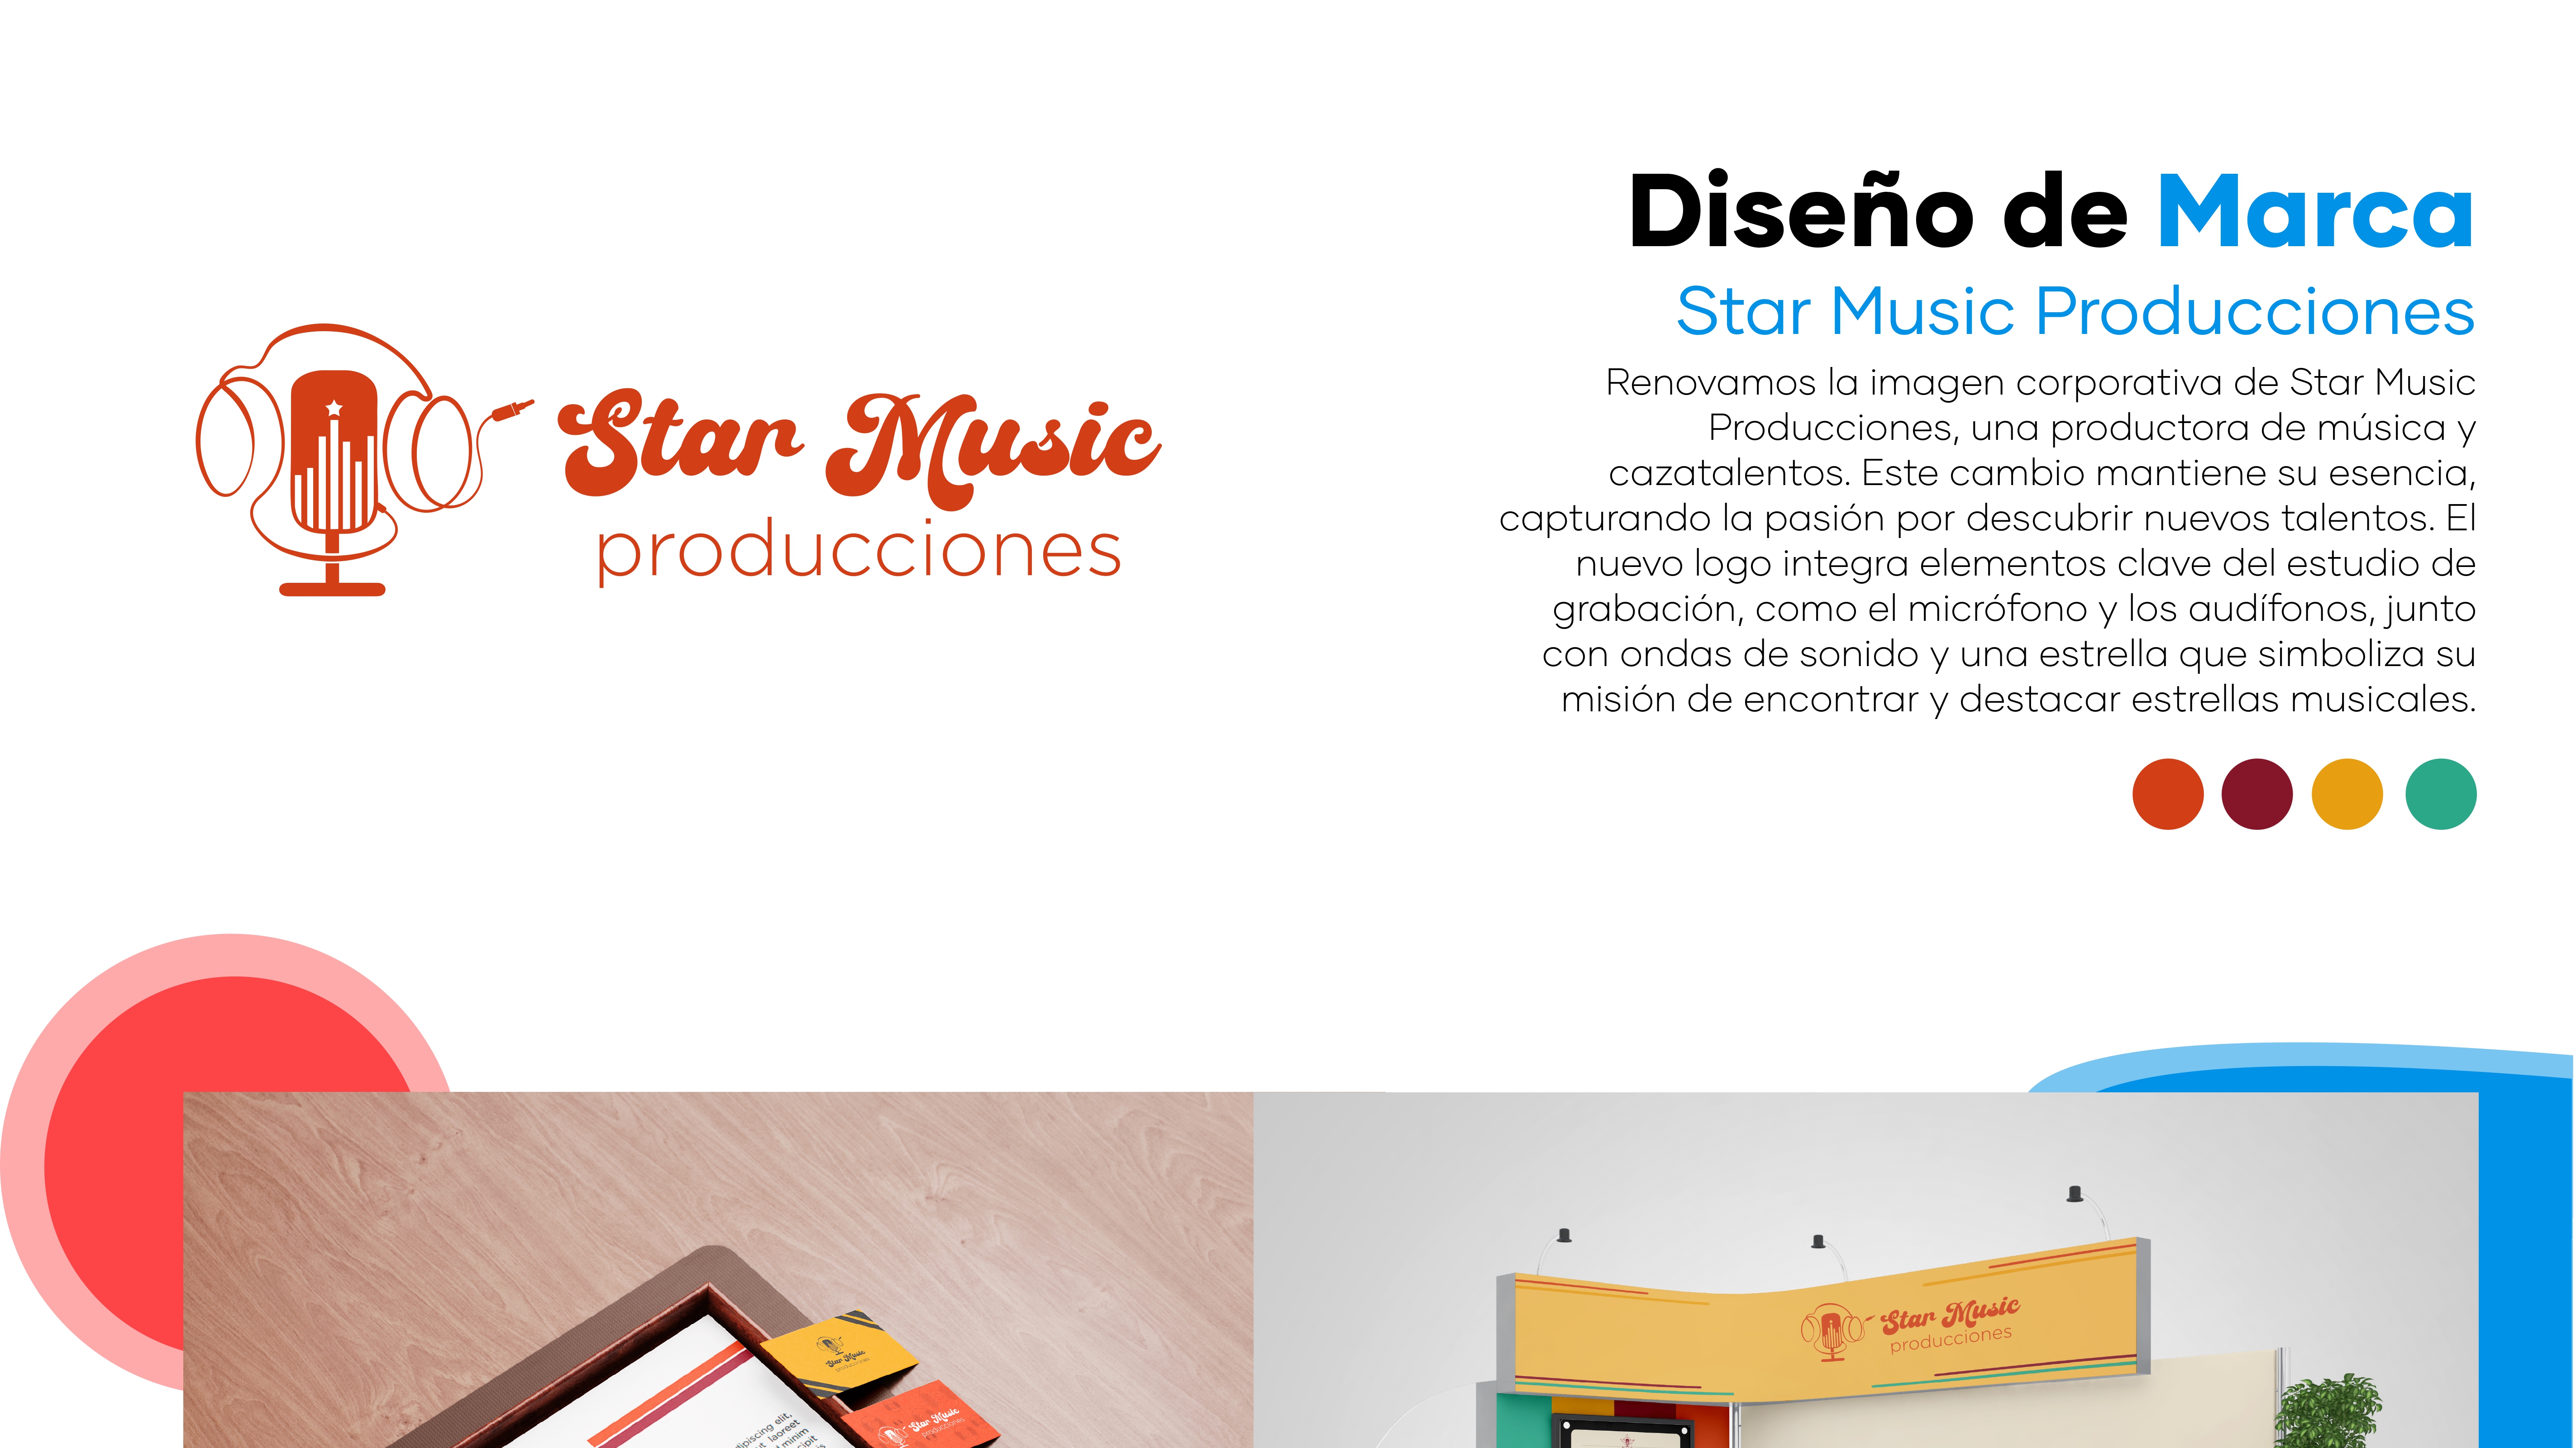 Star Music
producciones
Diseño de Marca
Star Music Producciones
Renovamos la imagen corporativa de Star Music
Producciones, una productora de música y
cazatalentos. Este cambio mantiene su esencia,
capturando la pasión por descubrir nuevos talentos. El
nuevo logo integra elementos clave del estudio de
grabación, como el micrófono y los audífonos, junto
con ondas de sonido y una estrella que simboliza su
misión de encontrar y destacar estrellas musicales.
Star Music
producciones
Star Music
producciones
elit,
laoreet
minim
Star Music
producciones